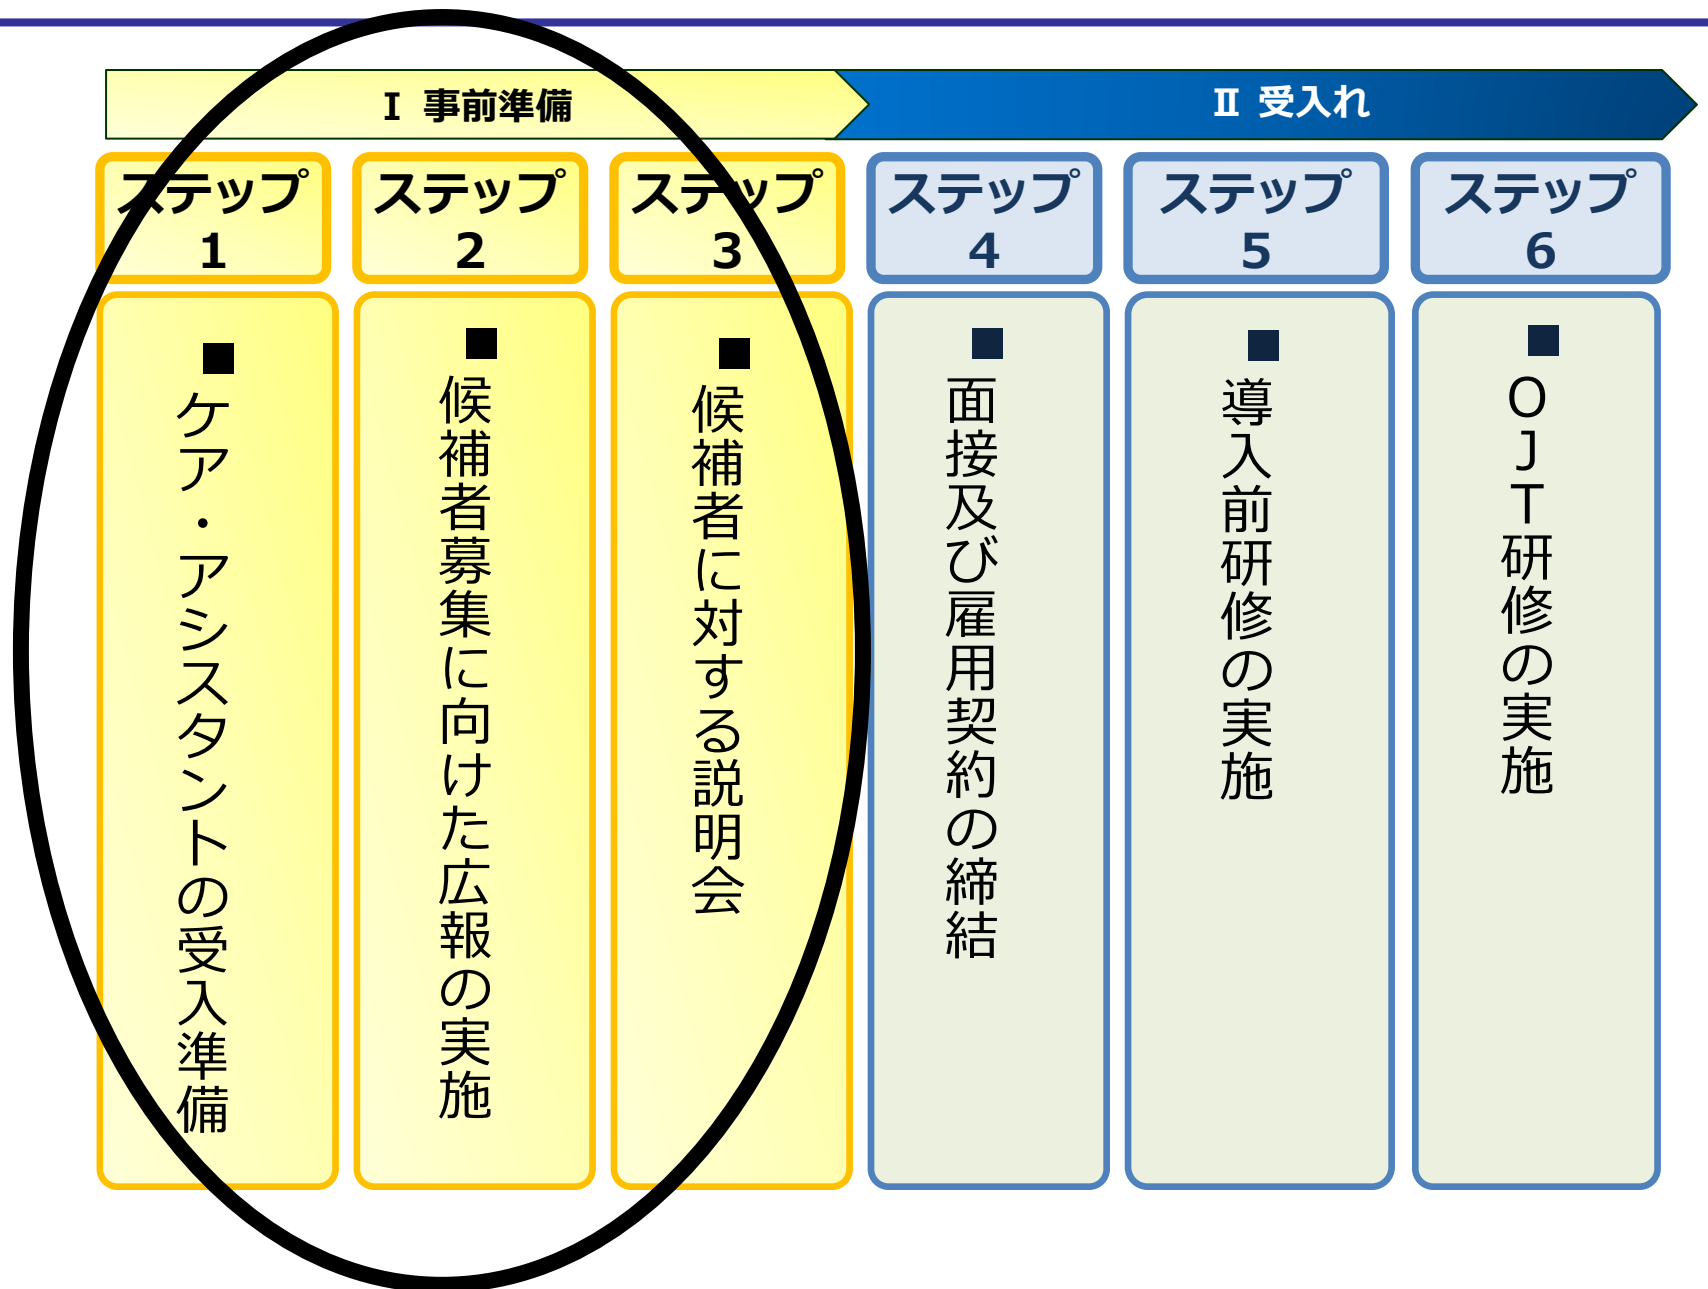 Ⅰ 事前準備
Ⅱ 受入れ
ステップ
1
ステップ
2
ステップ
3
ステップ
4
ステップ
5
ステップ
6
■ケア・アシスタントの受入準備
■候補者募集に向けた広報の実施
■候補者に対する説明会
■面接及び雇用契約の締結
■導入前研修の実施
■OJT研修の実施